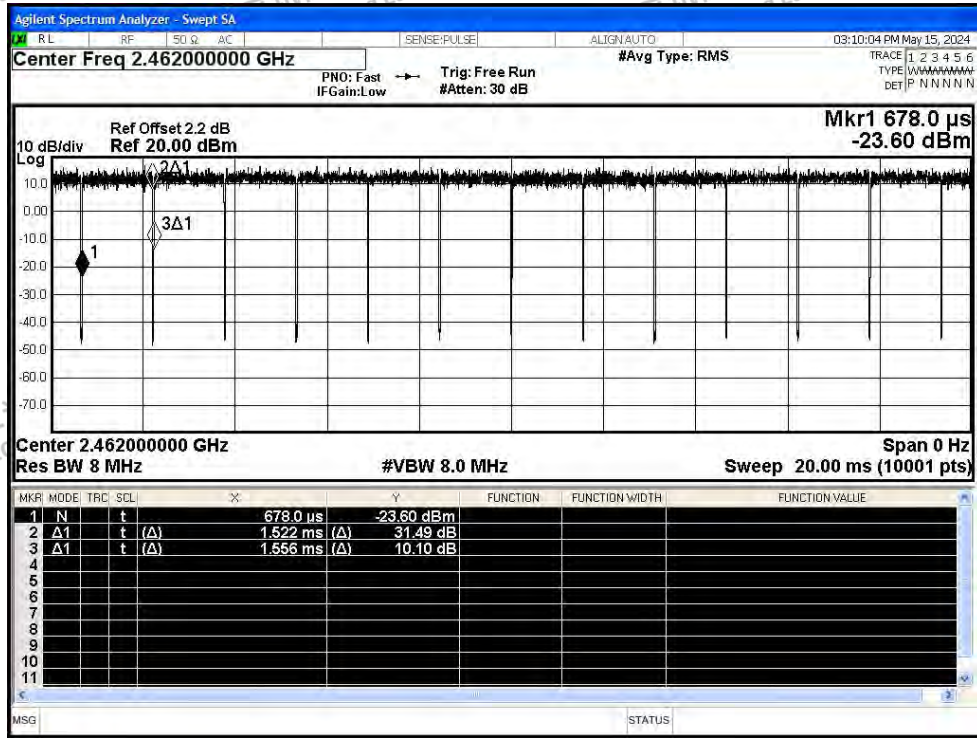 Agilent Spectrum Analyzer - Swept SA
LXI RL RF 50 Ω AC SENSE:PULSE ALIGN AUTO 03:10:04 PM May 15, 2024
Center Freq 2.462000000 GHz #Avg Type: RMS TRACE 1 2 3 4 5 6
PNO: Fast Trig: Free Run TYPE WWWWWW
IFGain:Low #Atten: 30 dB DET P N N N N N
Mkr1 678.0 µs
Ref Offset 2.2 dB
10 dB/div Ref 20.00 dBm -23.60 dBm
Log
2Δ1
10.0
0.00
3Δ1
-10.0
1
-20.0
-30.0
-40.0
-50.0
-60.0
-70.0
Center 2.462000000 GHz Span 0 Hz
Res BW 8 MHz #VBW 8.0 MHz Sweep 20.00 ms (10001 pts)
MKR MODE TRC SCL X Y FUNCTION FUNCTION WIDTH FUNCTION VALUE
1 N t 678.0 µs -23.60 dBm
2 Δ1 t (Δ) 1.522 ms (Δ) 31.49 dB
3 Δ1 t (Δ) 1.556 ms (Δ) 10.10 dB
4
5
6
7
8
9
10
11
MSG STATUS